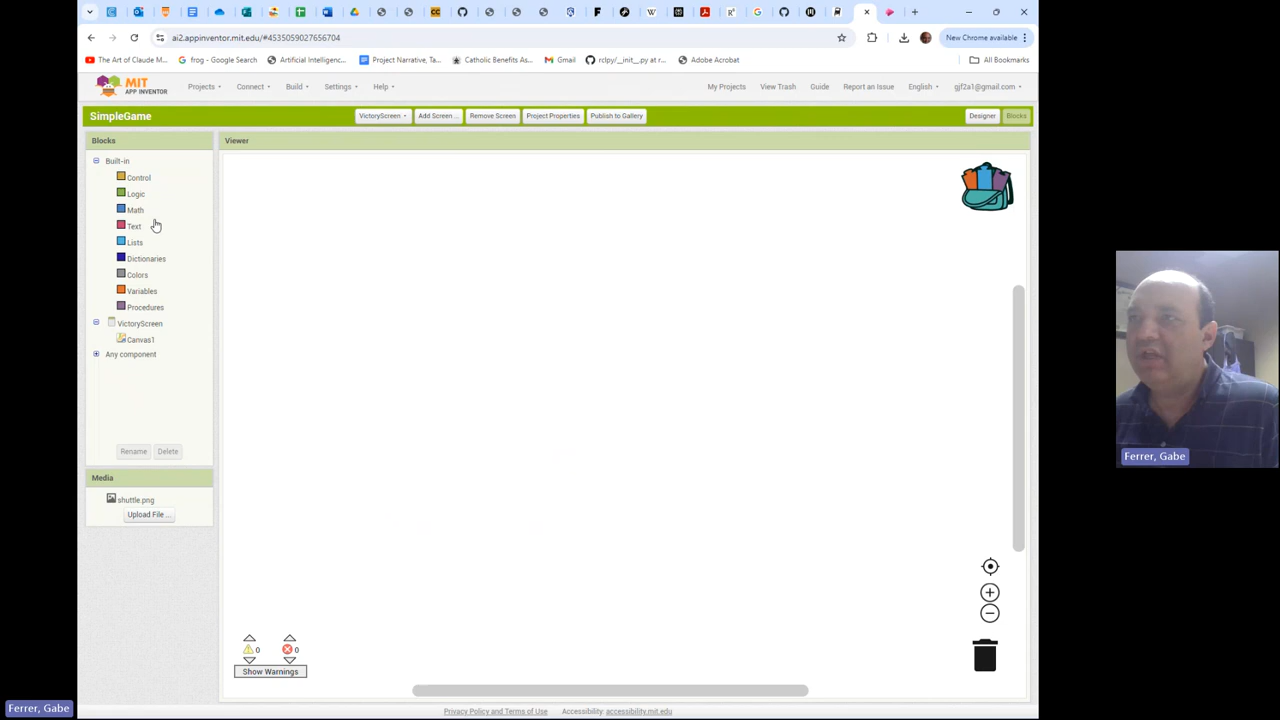 ai2.appinventor.mit.edu/#4535059027656704
New Chrome available
The Art of Claude M...
frog - Google Search
Artificial Intelligenc...
Project Narrative, Ta...
Catholic Benefits As...
Gmail
rclpy/__init__.py at r...
Adobe Acrobat
All Bookmarks
MIT
APP INVENTOR
Projects
Connect
Build
Settings
Help
My Projects
View Trash
Guide
Report an Issue
English
gjf2a1@gmail.com
SimpleGame
VictoryScreen
Add Screen ...
Remove Screen
Project Properties
Publish to Gallery
Designer
Blocks
Blocks
Viewer
Built-in
Control
Logic
Math
Text
Lists
Dictionaries
Colors
Variables
Procedures
VictoryScreen
Canvas1
Any component
Rename
Delete
Media
shuttle.png
Upload File ...
0
0
Show Warnings
Privacy Policy and Terms of Use
Accessibility: accessibility.mit.edu
Ferrer, Gabe
Ferrer, Gabe